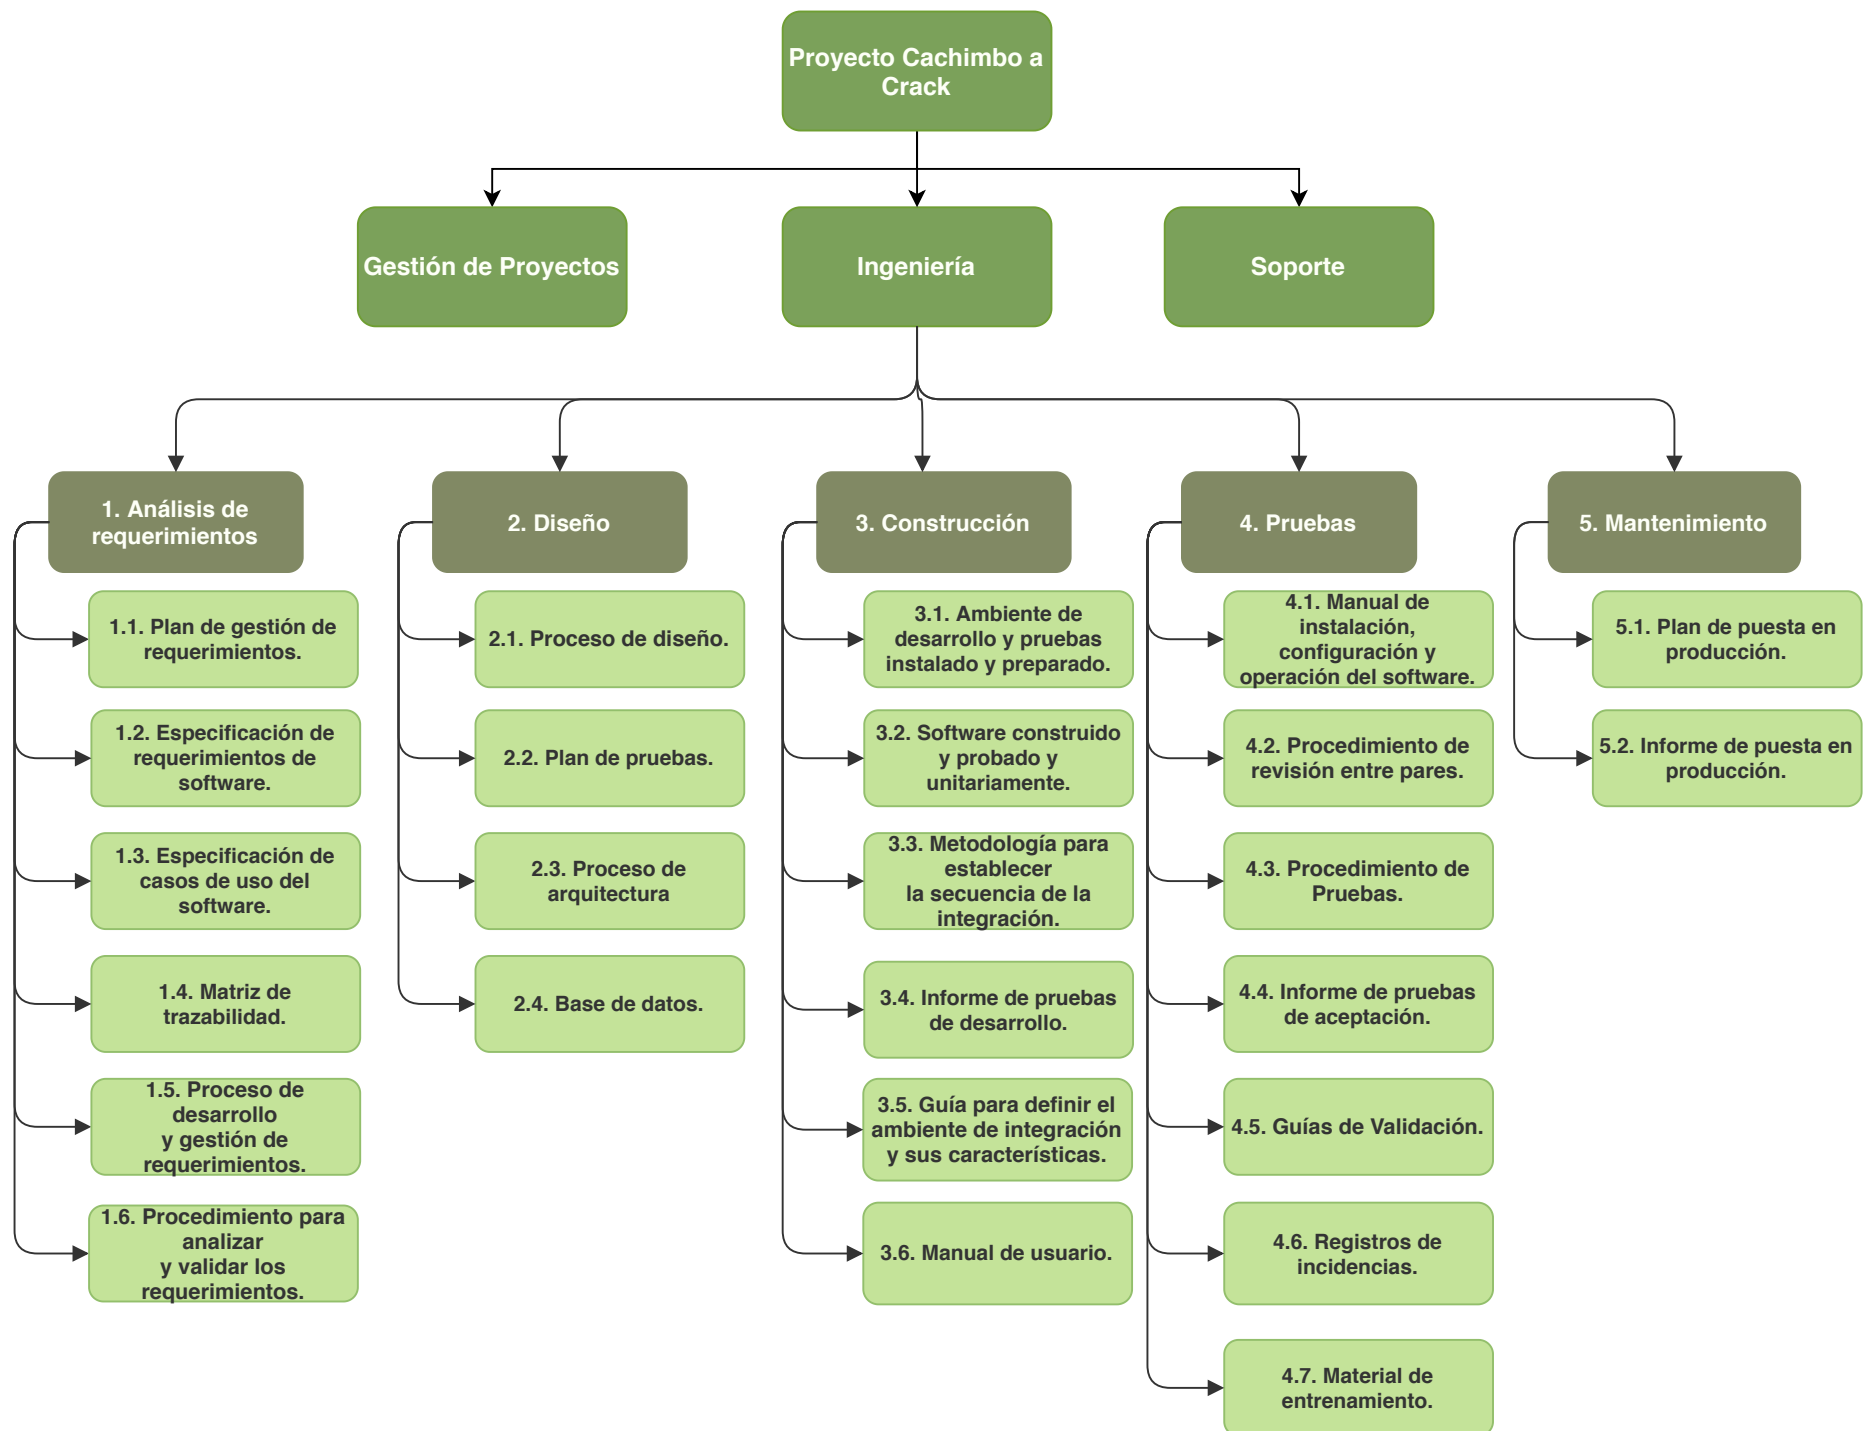 Proyecto Cachimbo a
Crack
Gestión de Proyectos
Ingeniería
Soporte
1. Análisis de
requerimientos
2. Diseño
3. Construcción
4. Pruebas
5. Mantenimiento
1.1. Plan de gestión de
requerimientos.
1.2. Especificación de
requerimientos de
software.
1.3. Especificación de
casos de uso del
software.
1.4. Matriz de
trazabilidad.
1.5. Proceso de
desarrollo
y gestión de
requerimientos.
1.6. Procedimiento para
analizar
y validar los
requerimientos.
2.1. Proceso de diseño.
2.2. Plan de pruebas.
2.3. Proceso de
arquitectura
2.4. Base de datos.
3.1. Ambiente de
desarrollo y pruebas
instalado y preparado.
3.2. Software construido
y probado y
unitariamente.
3.3. Metodología para
establecer
la secuencia de la
integración.
3.4. Informe de pruebas
de desarrollo.
3.5. Guía para definir el
ambiente de integración
y sus características.
3.6. Manual de usuario.
4.1. Manual de
instalación,
configuración y
operación del software.
4.2. Procedimiento de
revisión entre pares.
4.3. Procedimiento de
Pruebas.
4.4. Informe de pruebas
de aceptación.
4.5. Guías de Validación.
4.6. Registros de
incidencias.
4.7. Material de
entrenamiento.
5.1. Plan de puesta en
producción.
5.2. Informe de puesta en
producción.